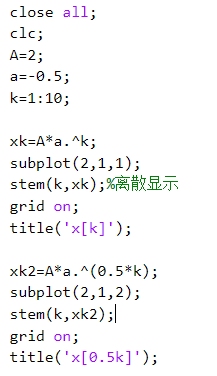 close all;
clc;
A=2;
a=-0.5;
k=1:10;
xk=A*a.^k;
subplot(2,1,1);
stem(k,xk);%离散显示
grid on;
title('x[k]');
xk2=A*a.^(0.5*k);
subplot(2,1,2);
stem(k,xk2);
grid on;
title('x[0.5k]');